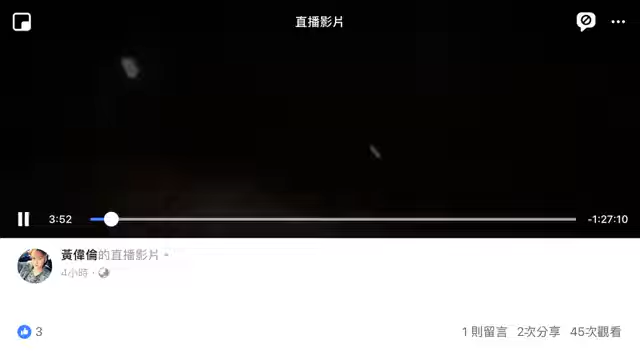 直播影片
3:52
-1:27:10
黃偉倫的直播影片。
4小時 ·
3
1 則留言 2次分享 45次觀看